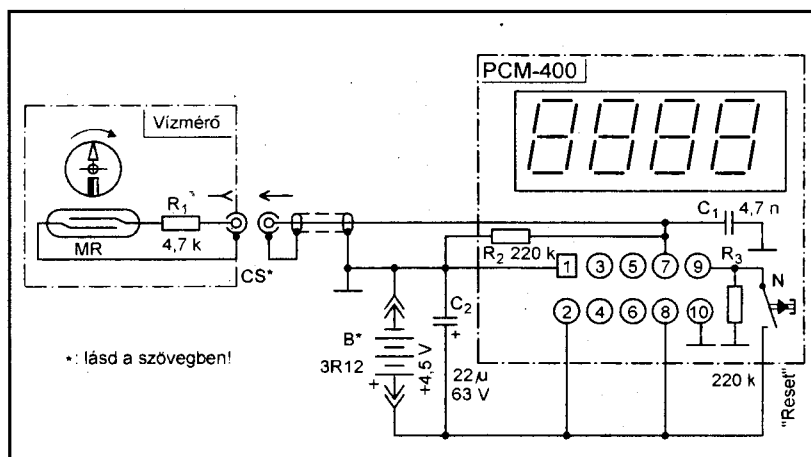 PCM-400
Vízmérő
R1
4,7 k
MR
CS*
*: lásd a szövegben!
B*
3R12
+
+4,5 V
C2
+
22 µ
63 V
R2 220 k
C1 4,7 n
1 3 5 7 9
2 4 6 8 10
R3
220 k
N
"Reset"